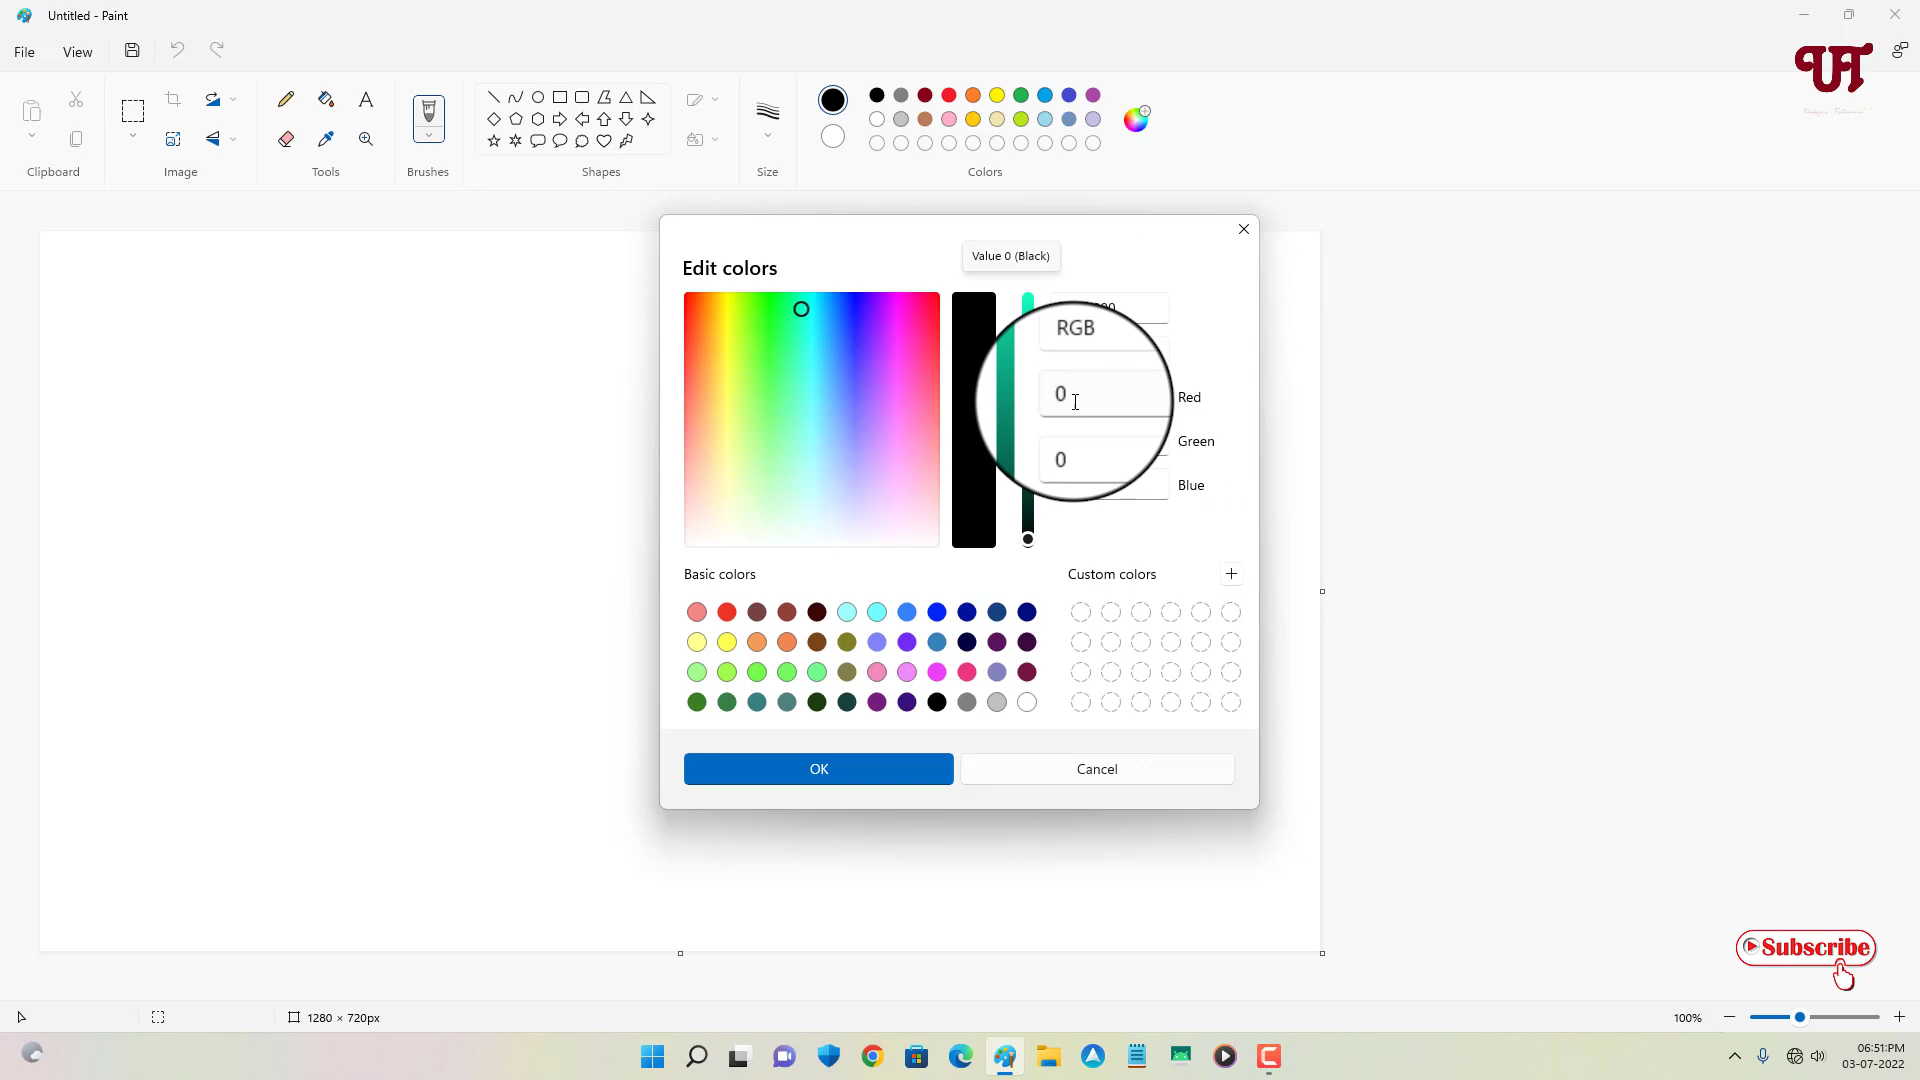 Untitled - Paint
File View
UT
Clipboard
Image
Tools
Brushes
Shapes
Size
Colors
Value 0 (Black)
Edit colors
RGB
0
Red
0
Green
Blue
Basic colors
Custom colors
OK
Cancel
Subscribe
1280 × 720px
100%
06:51:PM
03-07-2022